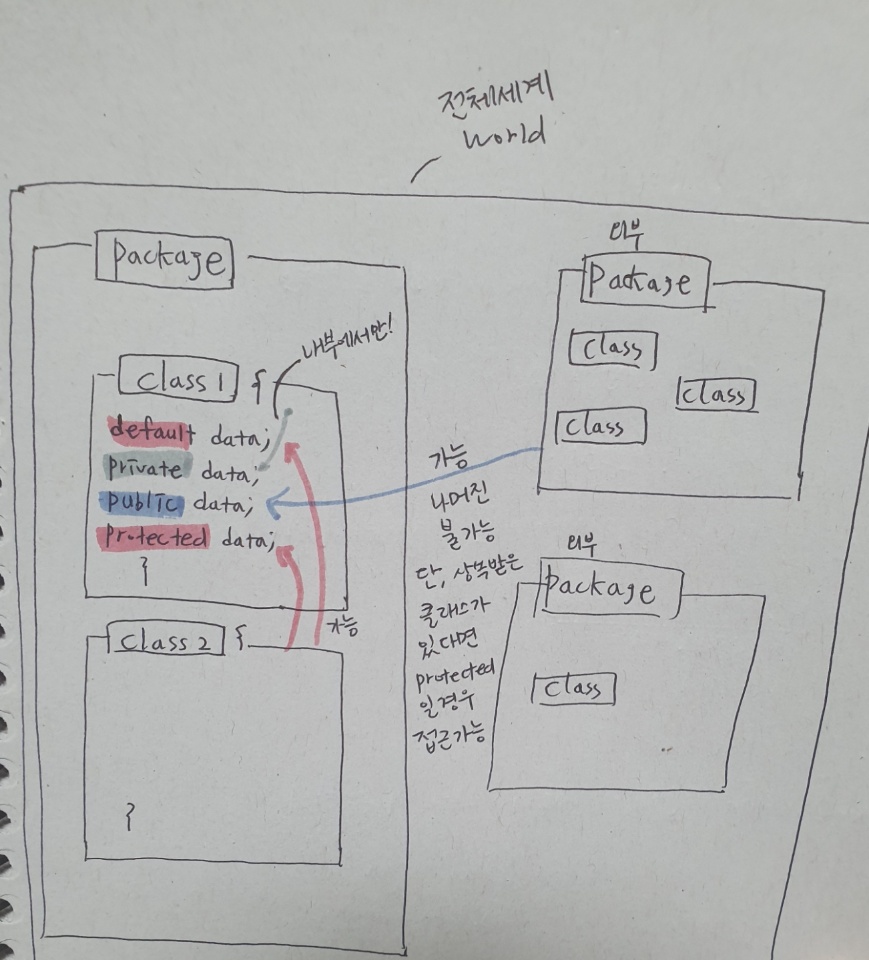 전체세계
world
package
내부에서만!
class 1 {
default data;
private data;
public data;
protected data;
}
가능
class 2 {
}
가능
나머진
불가능
단, 상속받은
클래스가
있다면
protected
일경우
접근가능
외부
package
class
class
class
외부
package
class